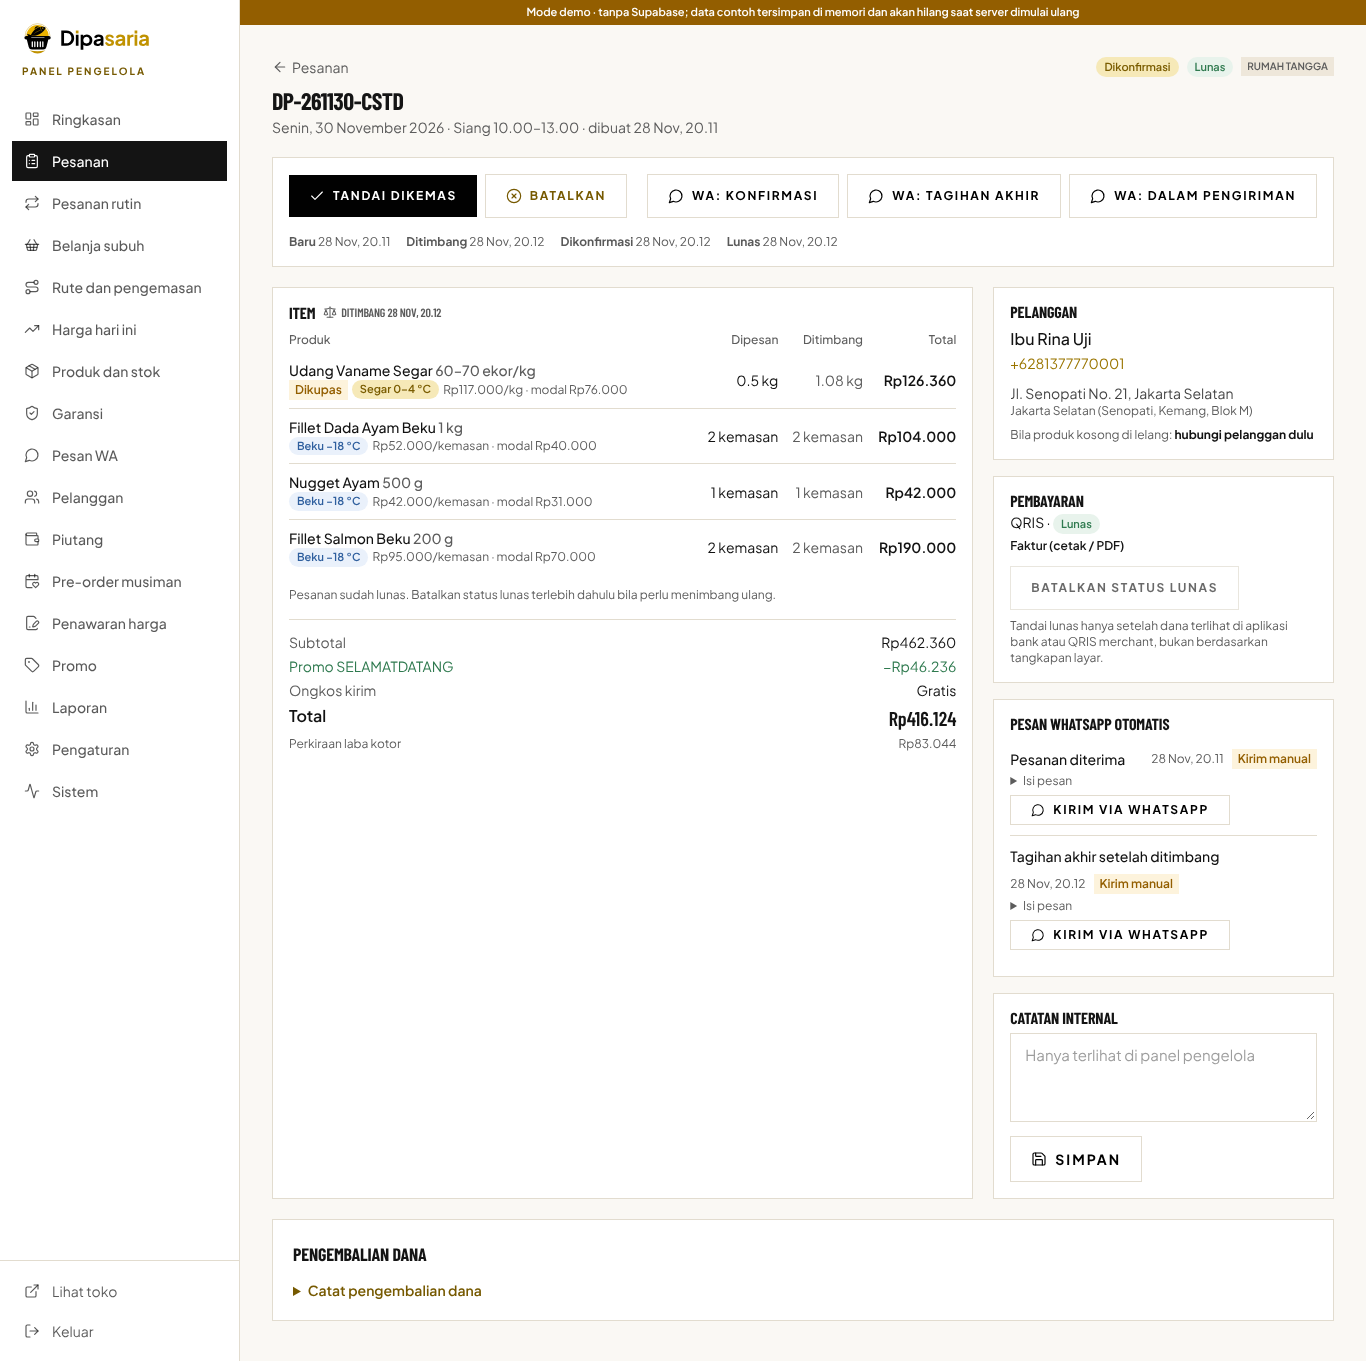 Mode demo · tanpa Supabase; data contoh tersimpan di memori dan akan hilang saat server dimulai ulang
Dipasaria
PANEL PENGELOLA
Ringkasan
Pesanan
Pesanan rutin
Belanja subuh
Rute dan pengemasan
Harga hari ini
Produk dan stok
Garansi
Pesan WA
Pelanggan
Piutang
Pre-order musiman
Penawaran harga
Promo
Laporan
Pengaturan
Sistem
Lihat toko
Keluar
Pesanan
Dikonfirmasi Lunas RUMAH TANGGA
DP-261130-CSTD
Senin, 30 November 2026 · Siang 10.00–13.00 · dibuat 28 Nov, 20.11
TANDAI DIKEMAS BATALKAN WA: KONFIRMASI WA: TAGIHAN AKHIR WA: DALAM PENGIRIMAN
Baru 28 Nov, 20.11 Ditimbang 28 Nov, 20.12 Dikonfirmasi 28 Nov, 20.12 Lunas 28 Nov, 20.12
ITEM DITIMBANG 28 NOV, 20.12
Produk Dipesan Ditimbang Total
Udang Vaname Segar 60–70 ekor/kg
Dikupas Segar 0–4 °C Rp117.000/kg · modal Rp76.000
0.5 kg 1.08 kg Rp126.360
Fillet Dada Ayam Beku 1 kg
Beku −18 °C Rp52.000/kemasan · modal Rp40.000
2 kemasan 2 kemasan Rp104.000
Nugget Ayam 500 g
Beku −18 °C Rp42.000/kemasan · modal Rp31.000
1 kemasan 1 kemasan Rp42.000
Fillet Salmon Beku 200 g
Beku −18 °C Rp95.000/kemasan · modal Rp70.000
2 kemasan 2 kemasan Rp190.000
Pesanan sudah lunas. Batalkan status lunas terlebih dahulu bila perlu menimbang ulang.
Subtotal Rp462.360
Promo SELAMATDATANG −Rp46.236
Ongkos kirim Gratis
Total Rp416.124
Perkiraan laba kotor Rp83.044
PELANGGAN
Ibu Rina Uji
+6281377770001
Jl. Senopati No. 21, Jakarta Selatan
Jakarta Selatan (Senopati, Kemang, Blok M)
Bila produk kosong di lelang: hubungi pelanggan dulu
PEMBAYARAN
QRIS · Lunas
Faktur (cetak / PDF)
BATALKAN STATUS LUNAS
Tandai lunas hanya setelah dana terlihat di aplikasi
bank atau QRIS merchant, bukan berdasarkan
tangkapan layar.
PESAN WHATSAPP OTOMATIS
Pesanan diterima 28 Nov, 20.11 Kirim manual
Isi pesan
KIRIM VIA WHATSAPP
Tagihan akhir setelah ditimbang
28 Nov, 20.12 Kirim manual
Isi pesan
KIRIM VIA WHATSAPP
CATATAN INTERNAL
Hanya terlihat di panel pengelola
SIMPAN
PENGEMBALIAN DANA
Catat pengembalian dana